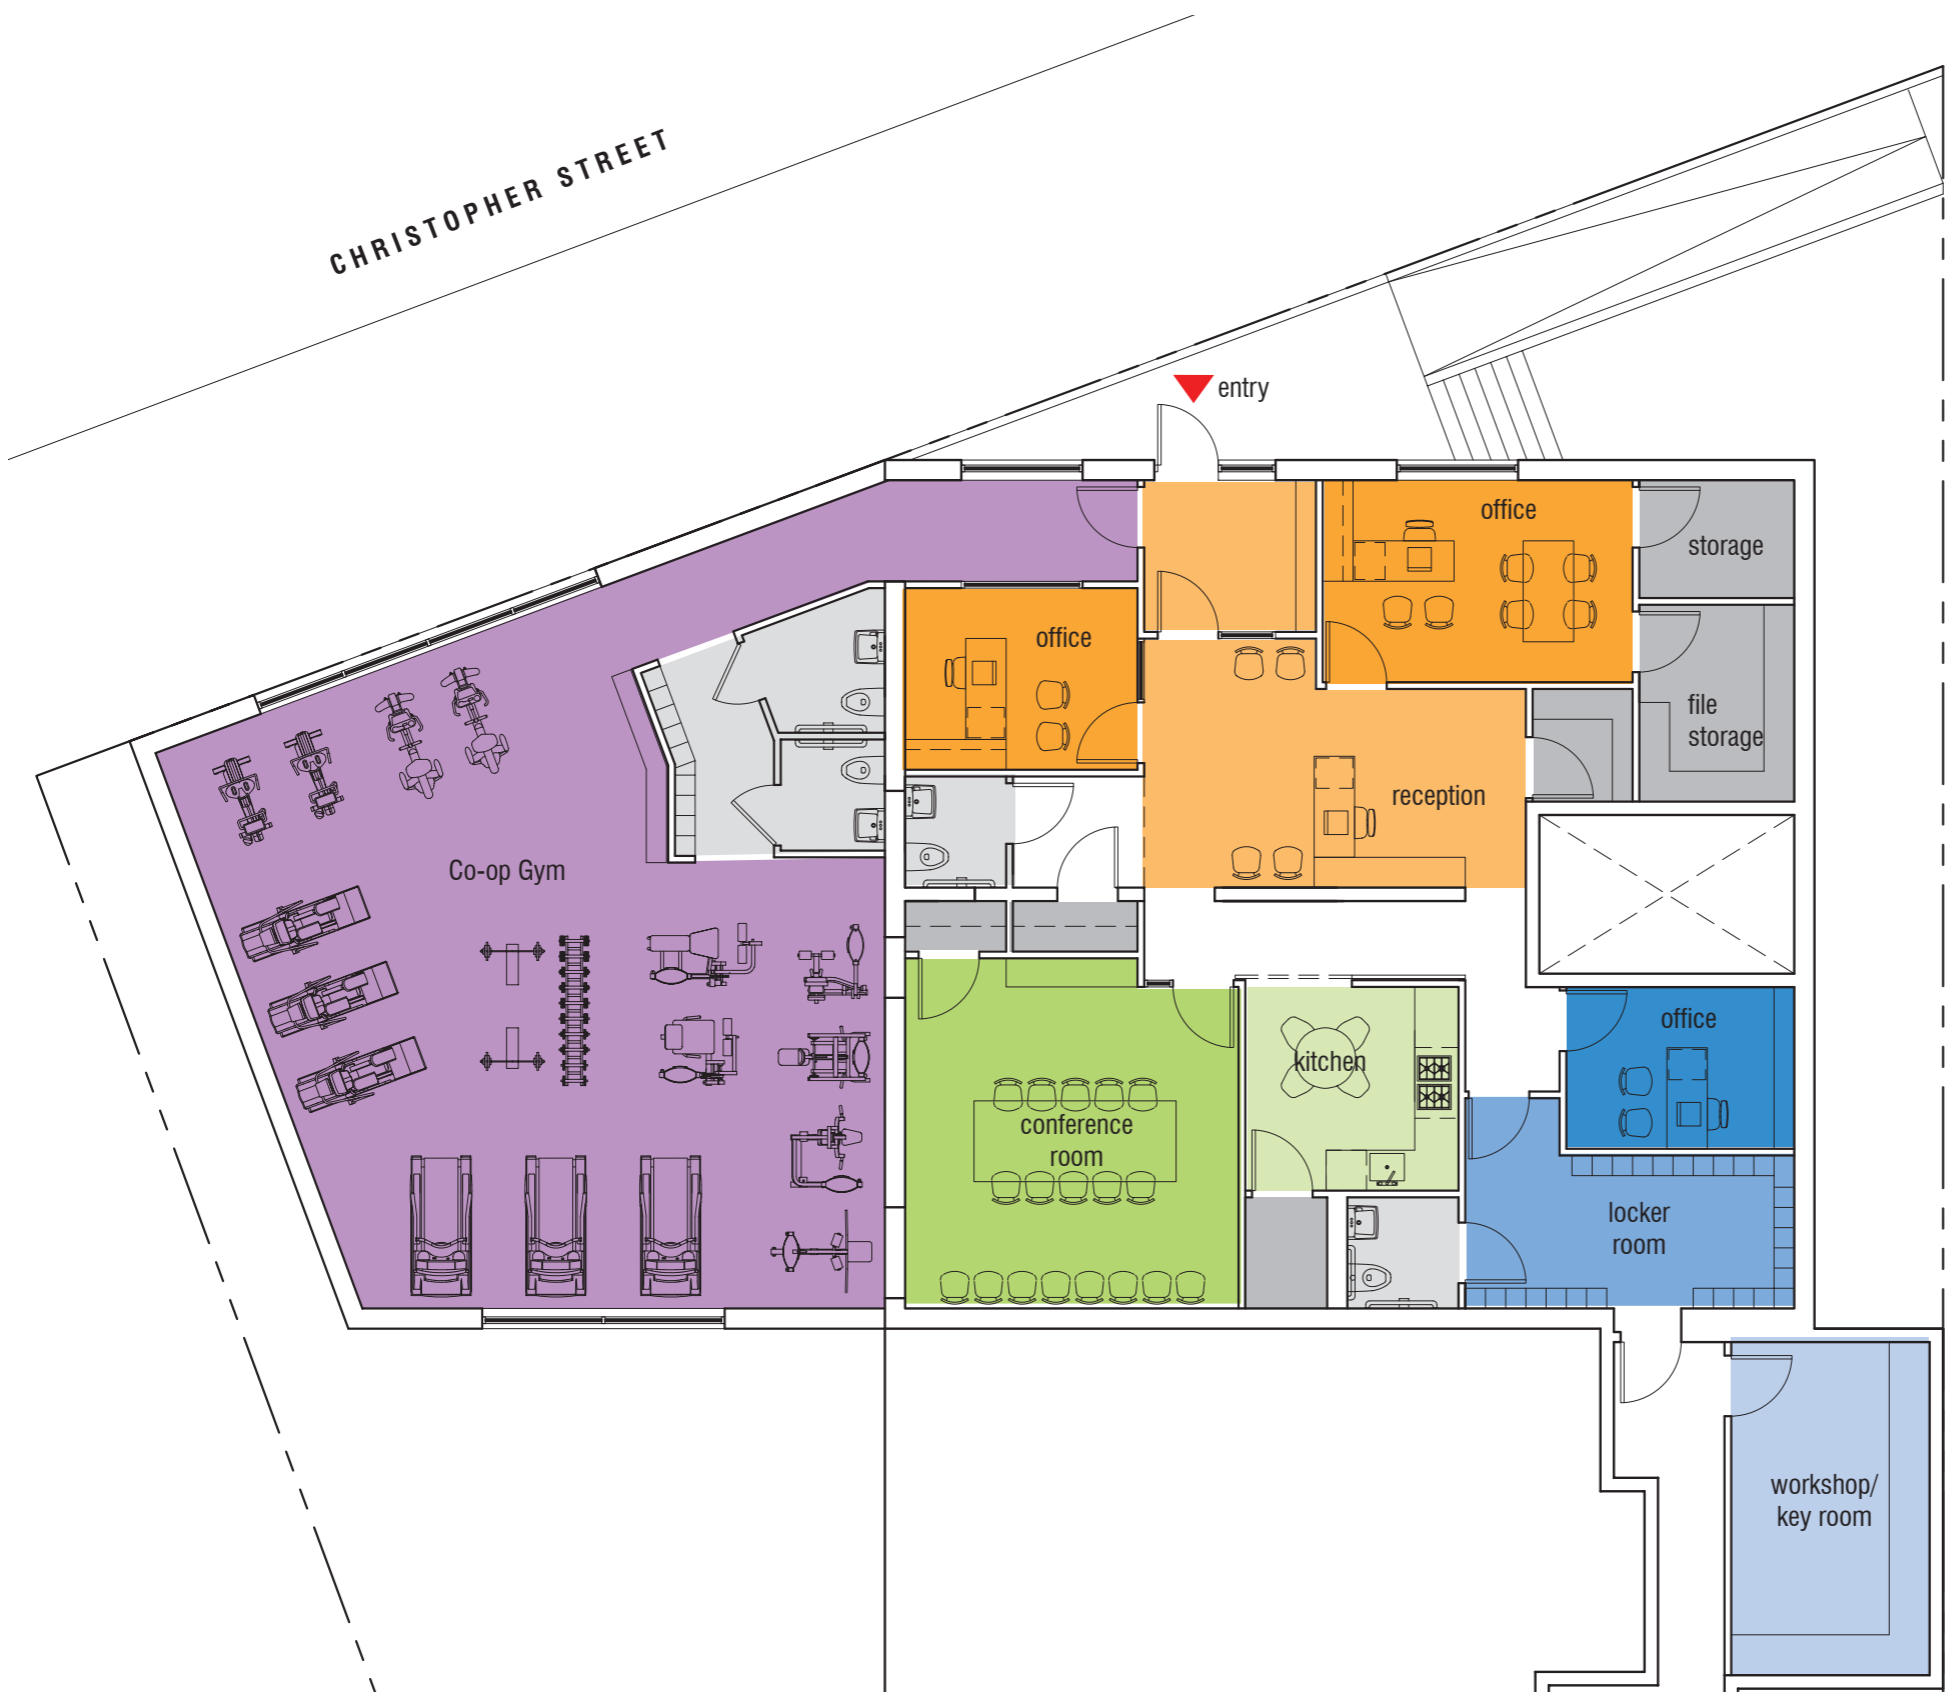 CHRISTOPHER STREET
entry
office
storage
office
file
storage
reception
Co-op Gym
office
kitchen
conference
room
locker
room
workshop/
key room